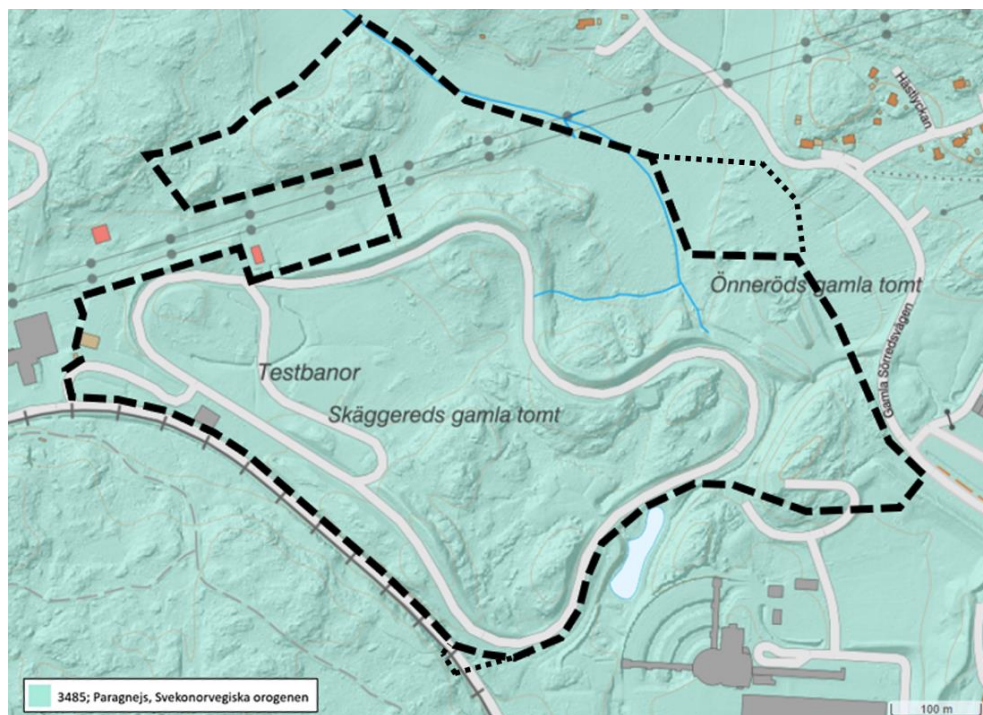 Hästlyckan
Önneröds gamla tomt
Gamla Sörredsvägen
Testbanor
Skäggereds gamla tomt
3485; Paragnejs, Svekonorvegiska orogenen
100 m